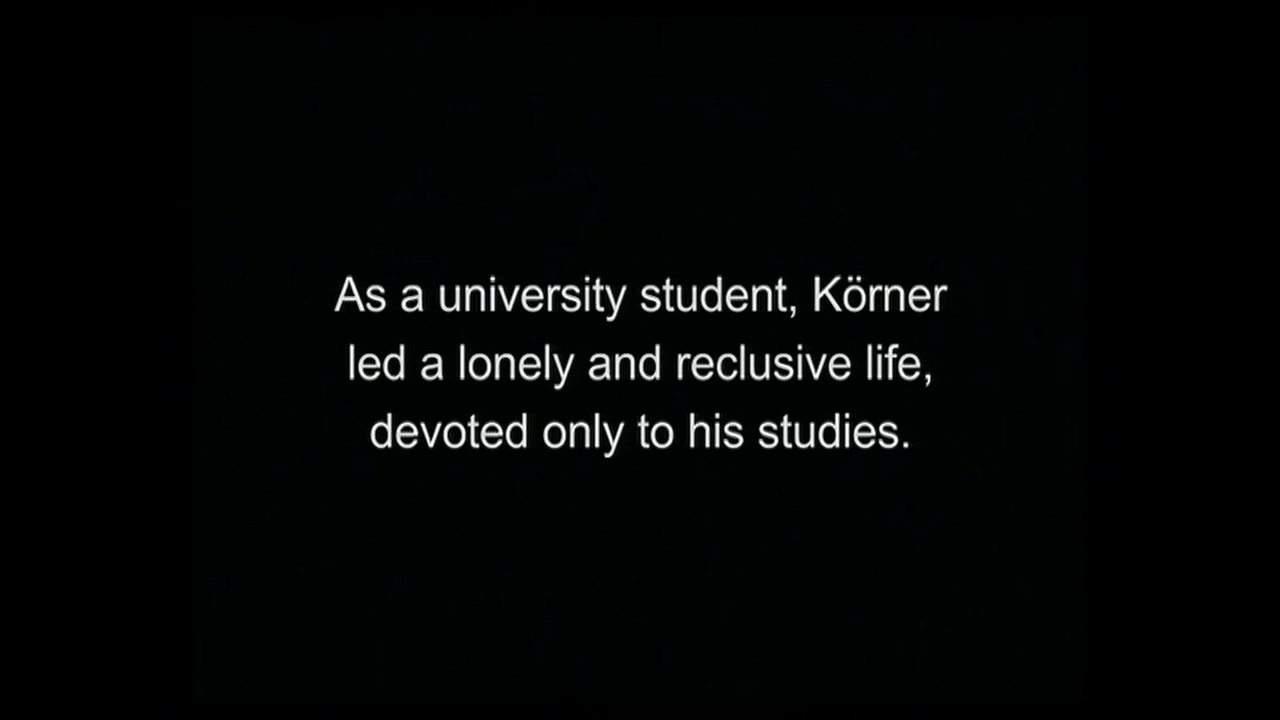 As a university student, Körner
led a lonely and reclusive life,
devoted only to his studies.